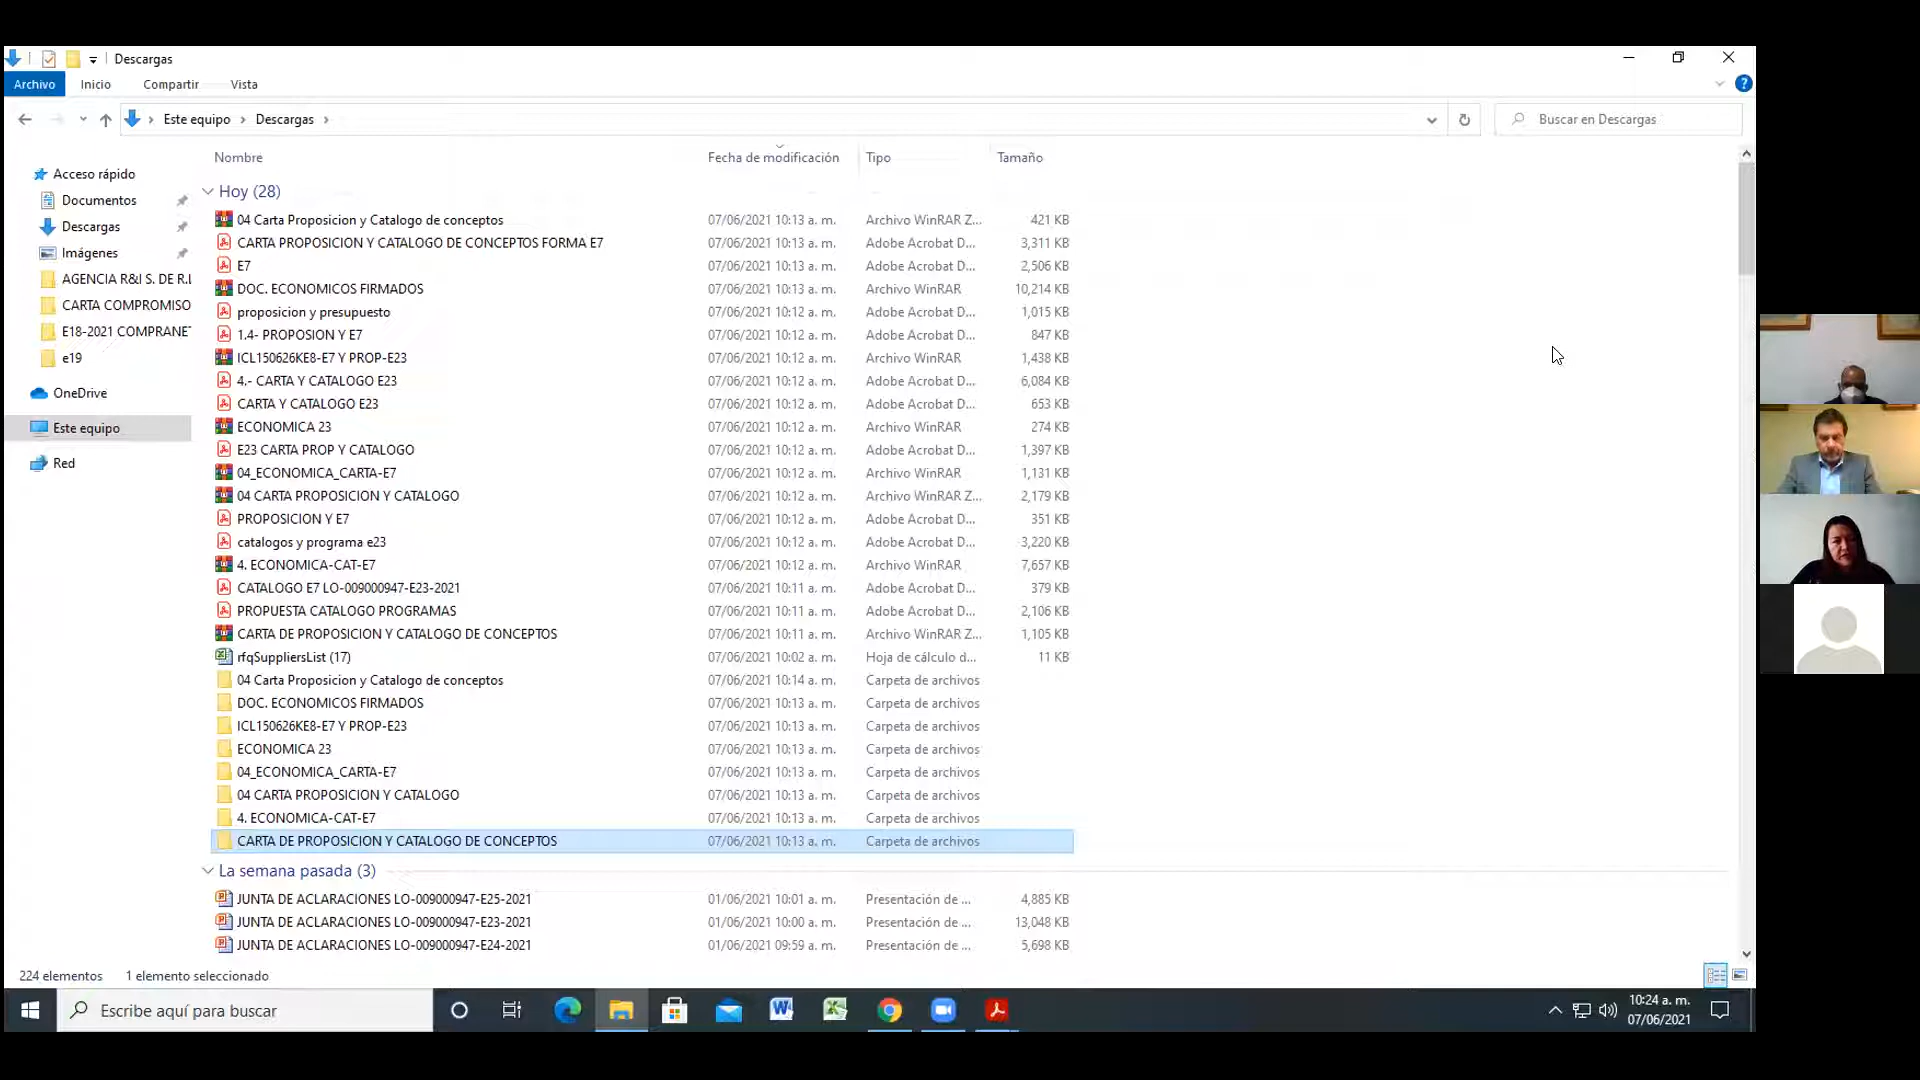 Descargas
Archivo Inicio Compartir Vista
Este equipo Descargas Buscar en Descargas
Acceso rápido
Documentos
Descargas
Imágenes
AGENCIA R&I S. DE R.L
CARTA COMPROMISO
E18-2021 COMPRANET
e19
OneDrive
Este equipo
Red
Nombre Fecha de modificación Tipo Tamaño
Hoy (28)
04 Carta Proposicion y Catalogo de conceptos 07/06/2021 10:13 a. m. Archivo WinRAR Z... 421 KB
CARTA PROPOSICION Y CATALOGO DE CONCEPTOS FORMA E7 07/06/2021 10:13 a. m. Adobe Acrobat D... 3,311 KB
E7 07/06/2021 10:13 a. m. Adobe Acrobat D... 2,506 KB
DOC. ECONOMICOS FIRMADOS 07/06/2021 10:13 a. m. Archivo WinRAR 10,214 KB
proposicion y presupuesto 07/06/2021 10:12 a. m. Adobe Acrobat D... 1,015 KB
1.4- PROPOSION Y E7 07/06/2021 10:12 a. m. Adobe Acrobat D... 847 KB
ICL150626KE8-E7 Y PROP-E23 07/06/2021 10:12 a. m. Archivo WinRAR 1,438 KB
4.- CARTA Y CATALOGO E23 07/06/2021 10:12 a. m. Adobe Acrobat D... 6,084 KB
CARTA Y CATALOGO E23 07/06/2021 10:12 a. m. Adobe Acrobat D... 653 KB
ECONOMICA 23 07/06/2021 10:12 a. m. Archivo WinRAR 274 KB
E23 CARTA PROP Y CATALOGO 07/06/2021 10:12 a. m. Adobe Acrobat D... 1,397 KB
04_ECONOMICA_CARTA-E7 07/06/2021 10:12 a. m. Archivo WinRAR 1,131 KB
04 CARTA PROPOSICION Y CATALOGO 07/06/2021 10:12 a. m. Archivo WinRAR Z... 2,179 KB
PROPOSICION Y E7 07/06/2021 10:12 a. m. Adobe Acrobat D... 351 KB
catalogos y programa e23 07/06/2021 10:12 a. m. Adobe Acrobat D... 3,220 KB
4. ECONOMICA-CAT-E7 07/06/2021 10:12 a. m. Archivo WinRAR 7,657 KB
CATALOGO E7 LO-009000947-E23-2021 07/06/2021 10:11 a. m. Adobe Acrobat D... 379 KB
PROPUESTA CATALOGO PROGRAMAS 07/06/2021 10:11 a. m. Adobe Acrobat D... 2,106 KB
CARTA DE PROPOSICION Y CATALOGO DE CONCEPTOS 07/06/2021 10:11 a. m. Archivo WinRAR Z... 1,105 KB
rfqSuppliersList (17) 07/06/2021 10:02 a. m. Hoja de cálculo d... 11 KB
04 Carta Proposicion y Catalogo de conceptos 07/06/2021 10:14 a. m. Carpeta de archivos
DOC. ECONOMICOS FIRMADOS 07/06/2021 10:13 a. m. Carpeta de archivos
ICL150626KE8-E7 Y PROP-E23 07/06/2021 10:13 a. m. Carpeta de archivos
ECONOMICA 23 07/06/2021 10:13 a. m. Carpeta de archivos
04_ECONOMICA_CARTA-E7 07/06/2021 10:13 a. m. Carpeta de archivos
04 CARTA PROPOSICION Y CATALOGO 07/06/2021 10:13 a. m. Carpeta de archivos
4. ECONOMICA-CAT-E7 07/06/2021 10:13 a. m. Carpeta de archivos
CARTA DE PROPOSICION Y CATALOGO DE CONCEPTOS 07/06/2021 10:13 a. m. Carpeta de archivos
La semana pasada (3)
JUNTA DE ACLARACIONES LO-009000947-E25-2021 01/06/2021 10:01 a. m. Presentación de ... 4,885 KB
JUNTA DE ACLARACIONES LO-009000947-E23-2021 01/06/2021 10:00 a. m. Presentación de ... 13,048 KB
JUNTA DE ACLARACIONES LO-009000947-E24-2021 01/06/2021 09:59 a. m. Presentación de ... 5,698 KB
224 elementos 1 elemento seleccionado
Escribe aquí para buscar
10:24 a. m.
07/06/2021